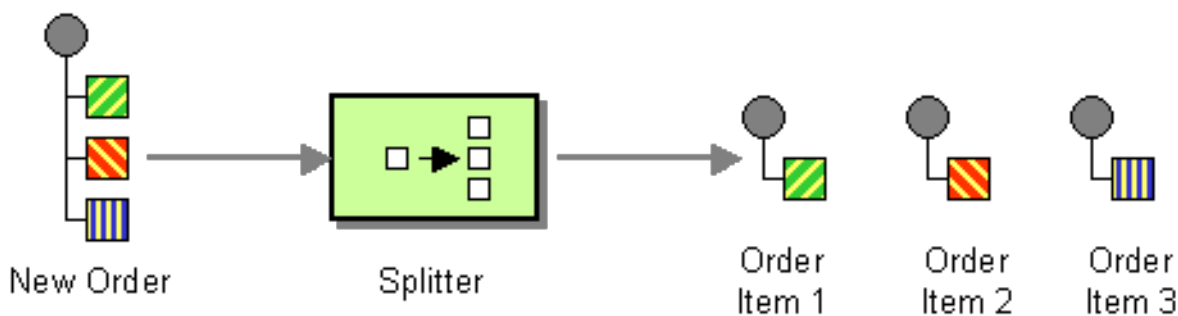 New Order
Splitter
Order
Item 1
Order
Item 2
Order
Item 3